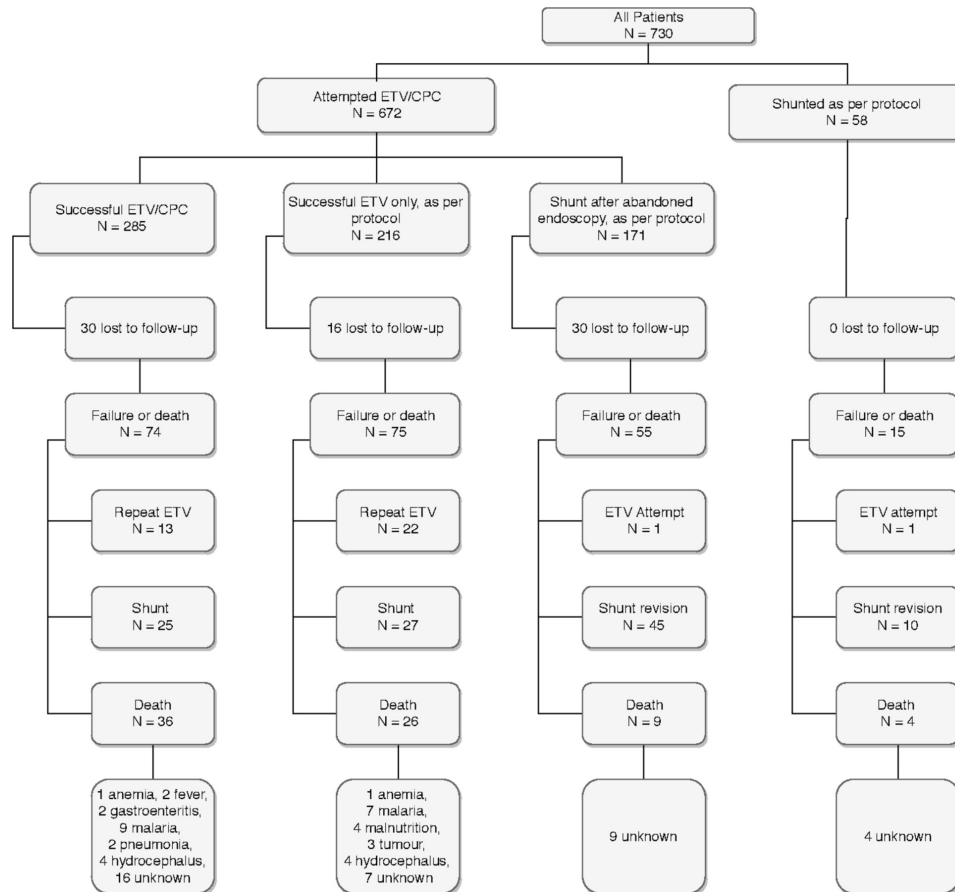 All Patients
N = 730
Attempted ETV/CPC
N = 672
Shunted as per protocol
N = 58
Successful ETV/CPC
N = 285
Successful ETV only, as per
protocol
N = 216
Shunt after abandoned
endoscopy, as per protocol
N = 171
30 lost to follow-up
16 lost to follow-up
30 lost to follow-up
0 lost to follow-up
Failure or death
N = 74
Failure or death
N = 75
Failure or death
N = 55
Failure or death
N = 15
Repeat ETV
N = 13
Repeat ETV
N = 22
ETV Attempt
N = 1
ETV attempt
N = 1
Shunt
N = 25
Shunt
N = 27
Shunt revision
N = 45
Shunt revision
N = 10
Death
N = 36
Death
N = 26
Death
N = 9
Death
N = 4
1 anemia, 2 fever,
2 gastroenteritis,
9 malaria,
2 pneumonia,
4 hydrocephalus,
16 unknown
1 anemia,
7 malaria,
4 malnutrition,
3 tumour,
4 hydrocephalus,
7 unknown
9 unknown
4 unknown